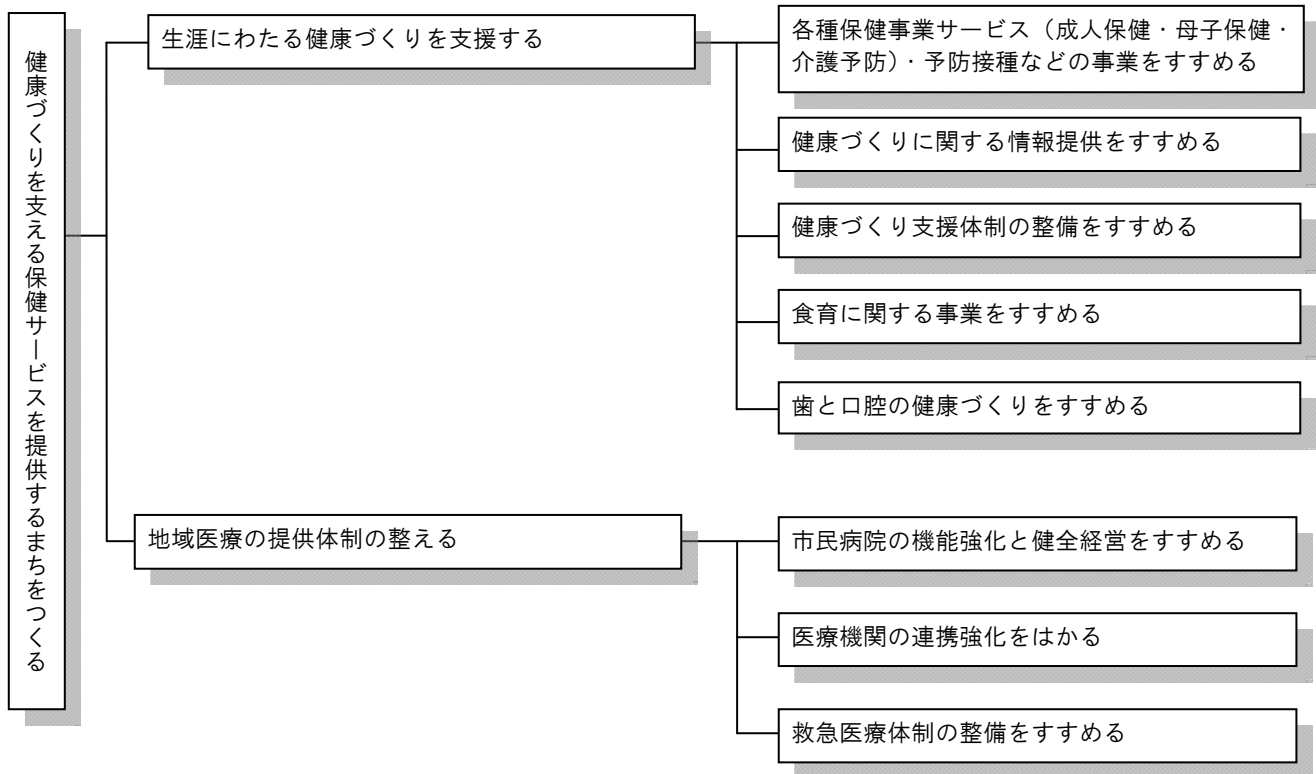 健康づくりを支える保健サービスを提供するまちをつくる
生涯にわたる健康づくりを支援する
各種保健事業サービス（成人保健・母子保健・
介護予防）・予防接種などの事業をすすめる
健康づくりに関する情報提供をすすめる
健康づくり支援体制の整備をすすめる
食育に関する事業をすすめる
歯と口腔の健康づくりをすすめる
地域医療の提供体制の整える
市民病院の機能強化と健全経営をすすめる
医療機関の連携強化をはかる
救急医療体制の整備をすすめる